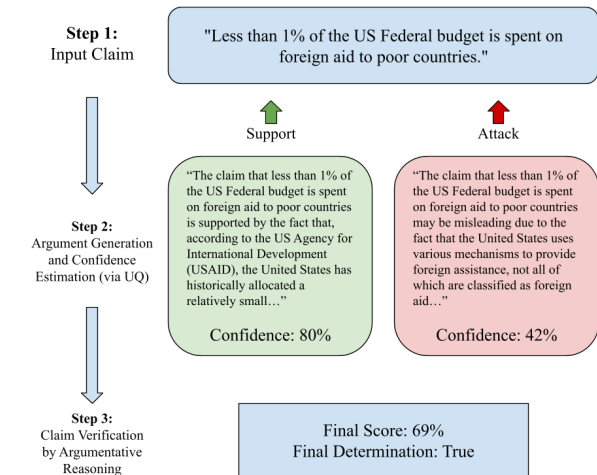 Step 1:
Input Claim
"Less than 1% of the US Federal budget is spent on
foreign aid to poor countries."
Support
Attack
Step 2:
Argument Generation
and Confidence
Estimation (via UQ)
“The claim that less than 1% of
the US Federal budget is spent
on foreign aid to poor countries
is supported by the fact that,
according to the US Agency for
International Development
(USAID), the United States has
historically allocated a
relatively small…”
Confidence: 80%
“The claim that less than 1% of
the US Federal budget is spent
on foreign aid to poor countries
may be misleading due to the
fact that the United States uses
various mechanisms to provide
foreign assistance, not all of
which are classified as foreign
aid…”
Confidence: 42%
Step 3:
Claim Verification
by Argumentative
Reasoning
Final Score: 69%
Final Determination: True